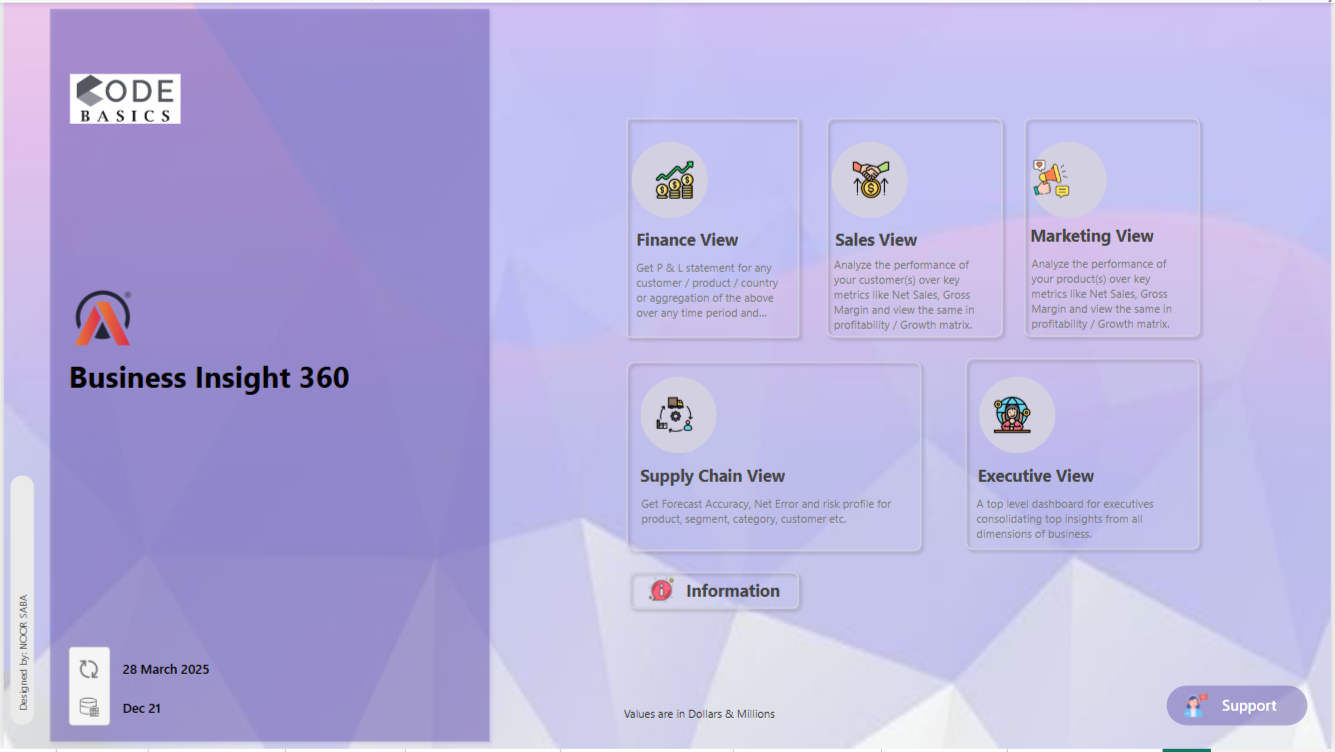 CODE
BASICS
®
Business Insight 360
Designed by: NOOR SABA
28 March 2025
Dec 21
Finance View
Get P & L statement for any
customer / product / country
or aggregation of the above
over any time period and...
Sales View
Analyze the performance of
your customer(s) over key
metrics like Net Sales, Gross
Margin and view the same in
profitability / Growth matrix.
Marketing View
Analyze the performance of
your product(s) over key
metrics like Net Sales, Gross
Margin and view the same in
profitability / Growth matrix.
Supply Chain View
Get Forecast Accuracy, Net Error and risk profile for
product, segment, category, customer etc.
Executive View
A top level dashboard for executives
consolidating top insights from all
dimensions of business.
Information
Values are in Dollars & Millions
Support